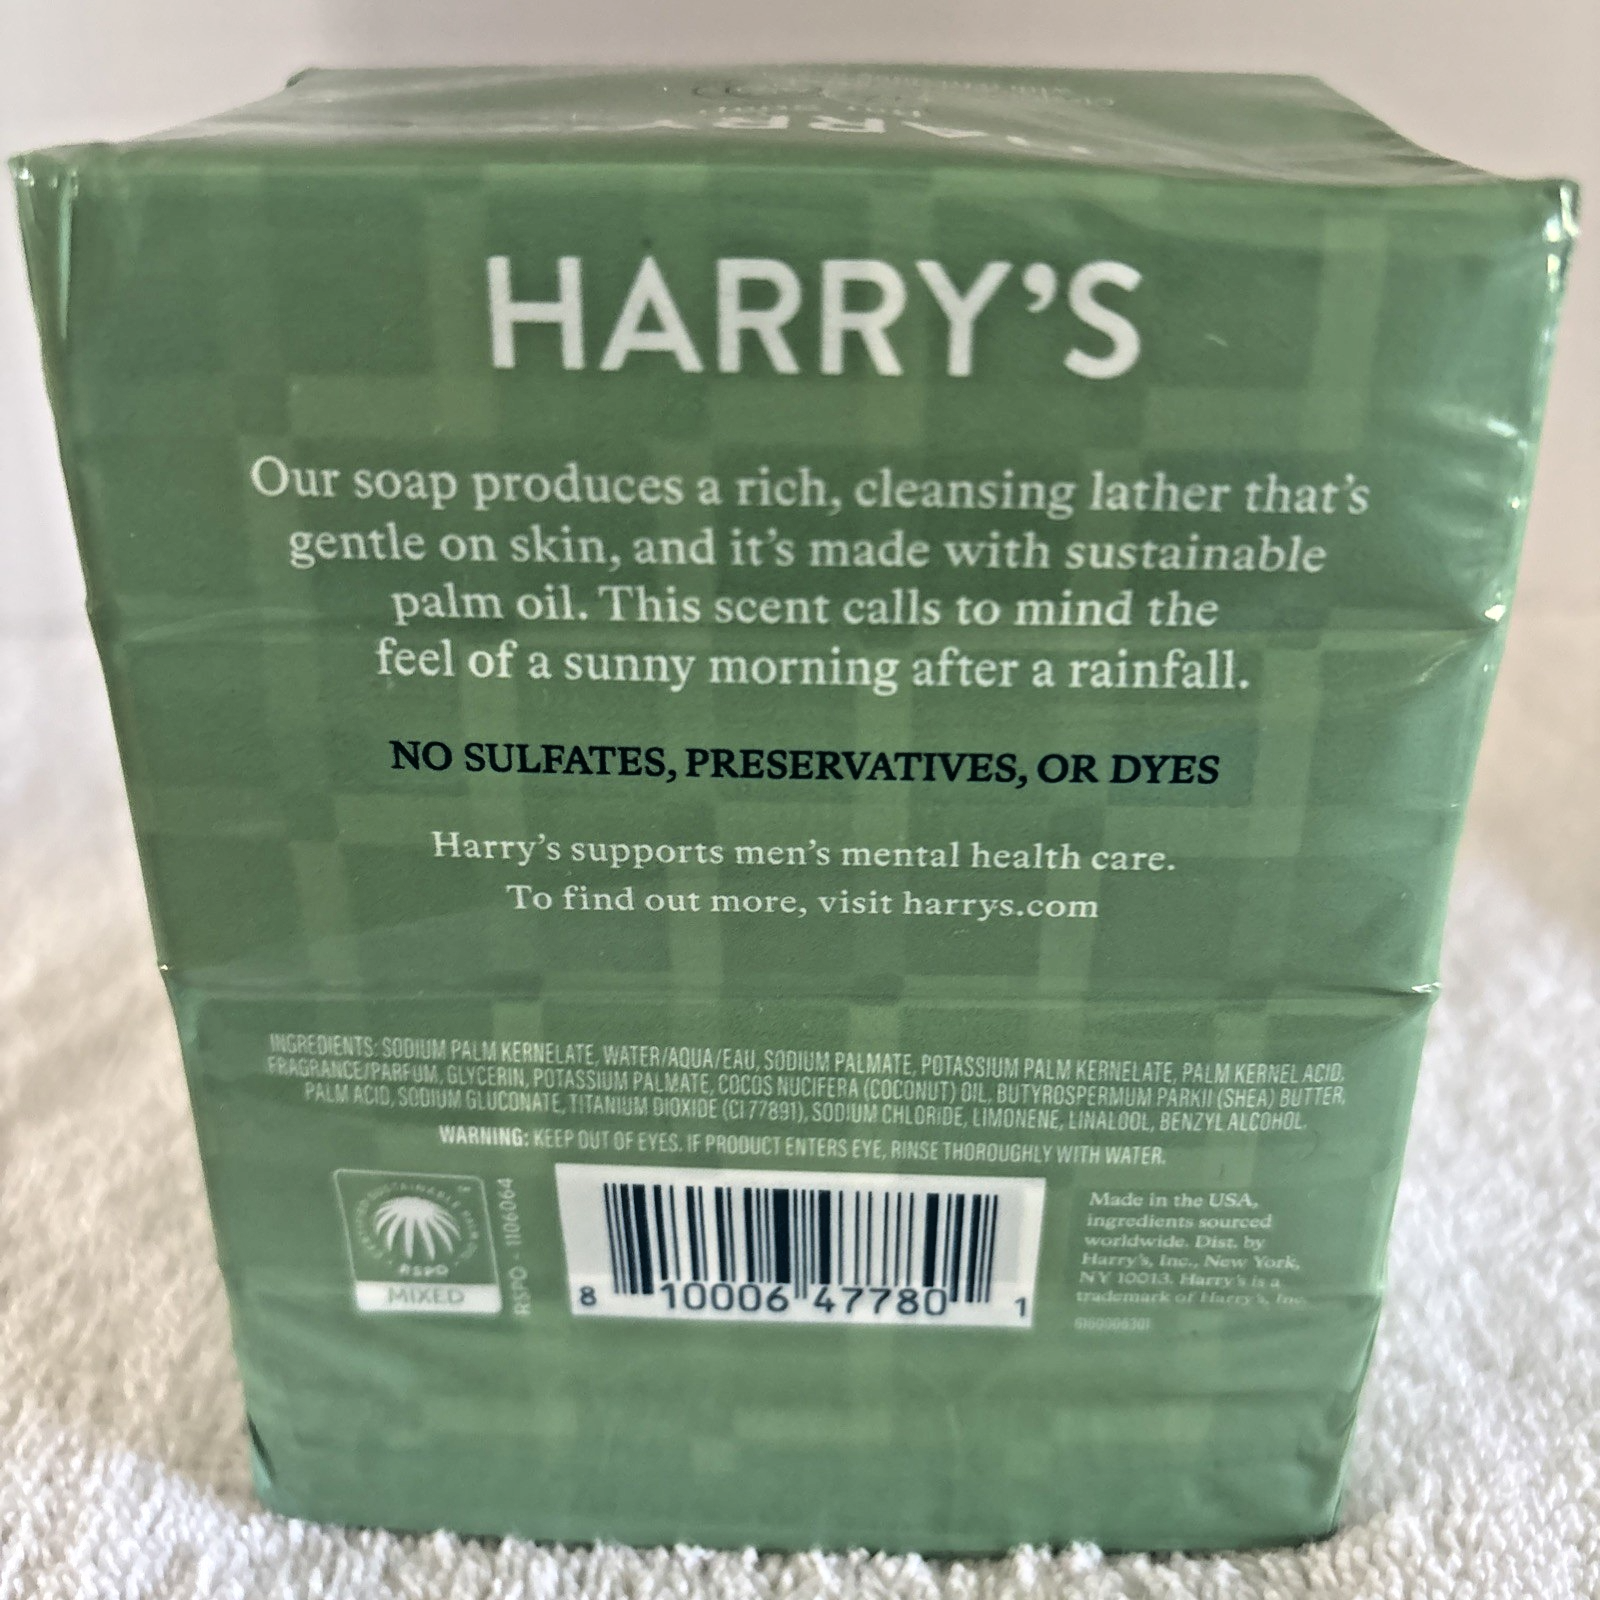 HARRY'S
Our soap produces a rich, cleansing lather that's
gentle on skin, and it's made with sustainable
palm oil. This scent calls to mind the
feel of a sunny morning after a rainfall.
NO SULFATES, PRESERVATIVES, OR DYES
Harry's supports men's mental health care.
To find out more, visit harrys.com
INGREDIENTS: SODIUM PALM KERNELATE, WATER/AQUA/EAU, SODIUM PALMATE, POTASSIUM PALM KERNELATE, PALM KERNEL ACID,
FRAGRANCE/PARFUM, GLYCERIN, POTASSIUM PALMATE, COCOS NUCIFERA (COCONUT) OIL, BUTYROSPERMUM PARKII (SHEA) BUTTER,
PALM ACID, SODIUM GLUCONATE, TITANIUM DIOXIDE (CI 77891), SODIUM CHLORIDE, LIMONENE, LINALOOL, BENZYL ALCOHOL.
WARNING: KEEP OUT OF EYES. IF PRODUCT ENTERS EYE, RINSE THOROUGHLY WITH WATER.
SUSTAINABLE PALM OIL
RSPO
MIXED
RSPO - 1106064
8 10006 47780 1
Made in the USA,
ingredients sourced
worldwide. Dist. by
Harry's, Inc., New York,
NY 10013. Harry's is a
trademark of Harry's, Inc.